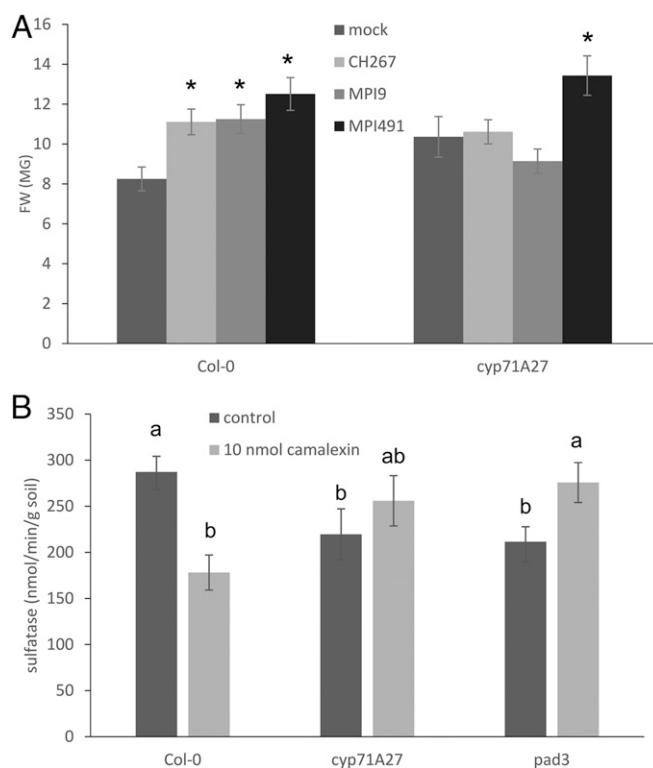 A
16
14
12
10
8
6
4
2
0
FW (MG)
mock
CH267
MPI9
MPI491
* * *
*
Col-0 cyp71A27
B
350
300
250
200
150
100
50
0
sulfatase (nmol/min/g soil)
control
10 nmol camalexin
a
b
b
ab
b
a
Col-0 cyp71A27 pad3